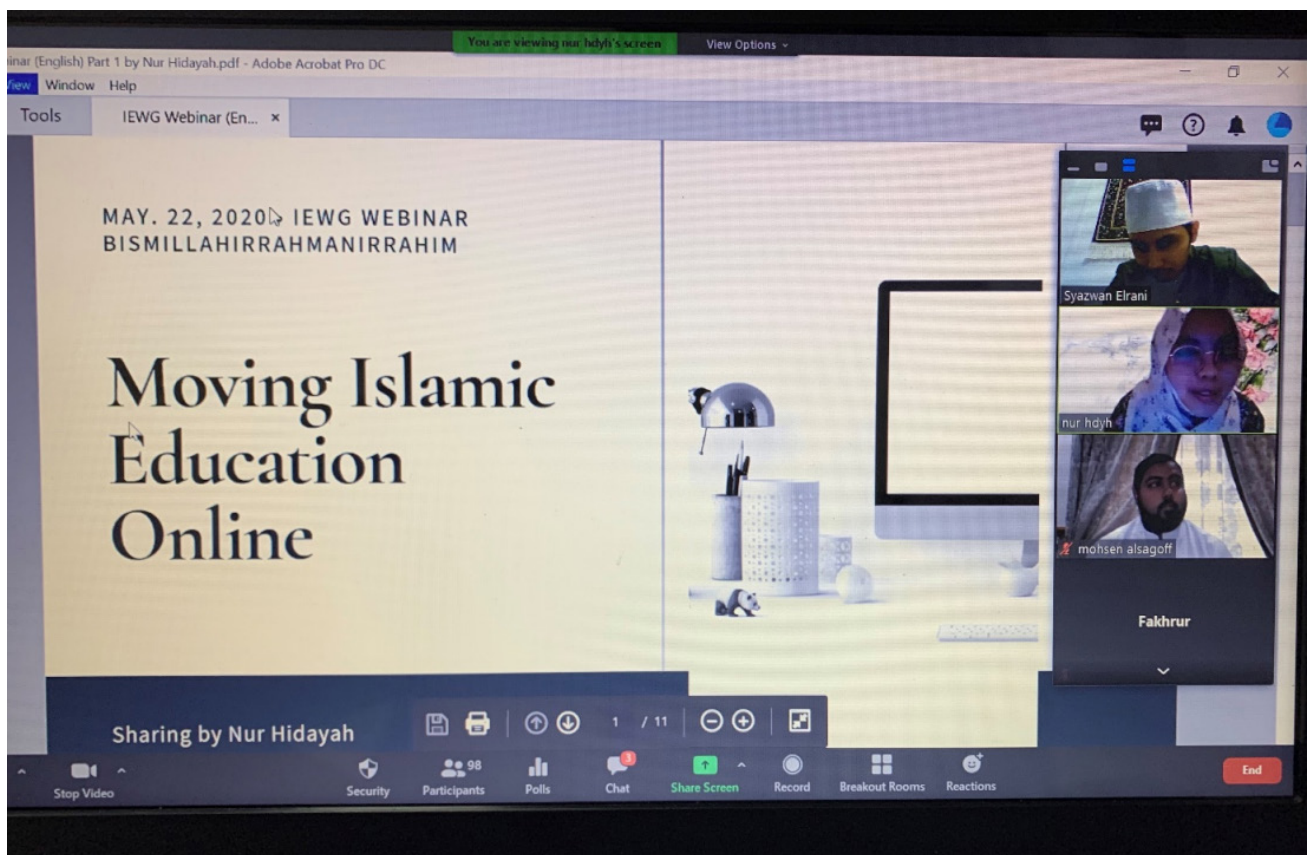 You are viewing nur hdyh's screen
View Options
inar (English) Part 1 by Nur Hidayah.pdf - Adobe Acrobat Pro DC
View Window Help
Tools
IEWG Webinar (En... ×
MAY. 22, 2020 IEWG WEBINAR
BISMILLAHIRRAHMANIRRAHIM
Moving Islamic
Education
Online
Syazwan Elrani
nur hdyh
mohsen alsagoff
Fakhrur
Sharing by Nur Hidayah
1 / 11
Stop Video
Security
98
Participants
Polls
3
Chat
Share Screen
Record
Breakout Rooms
Reactions
End